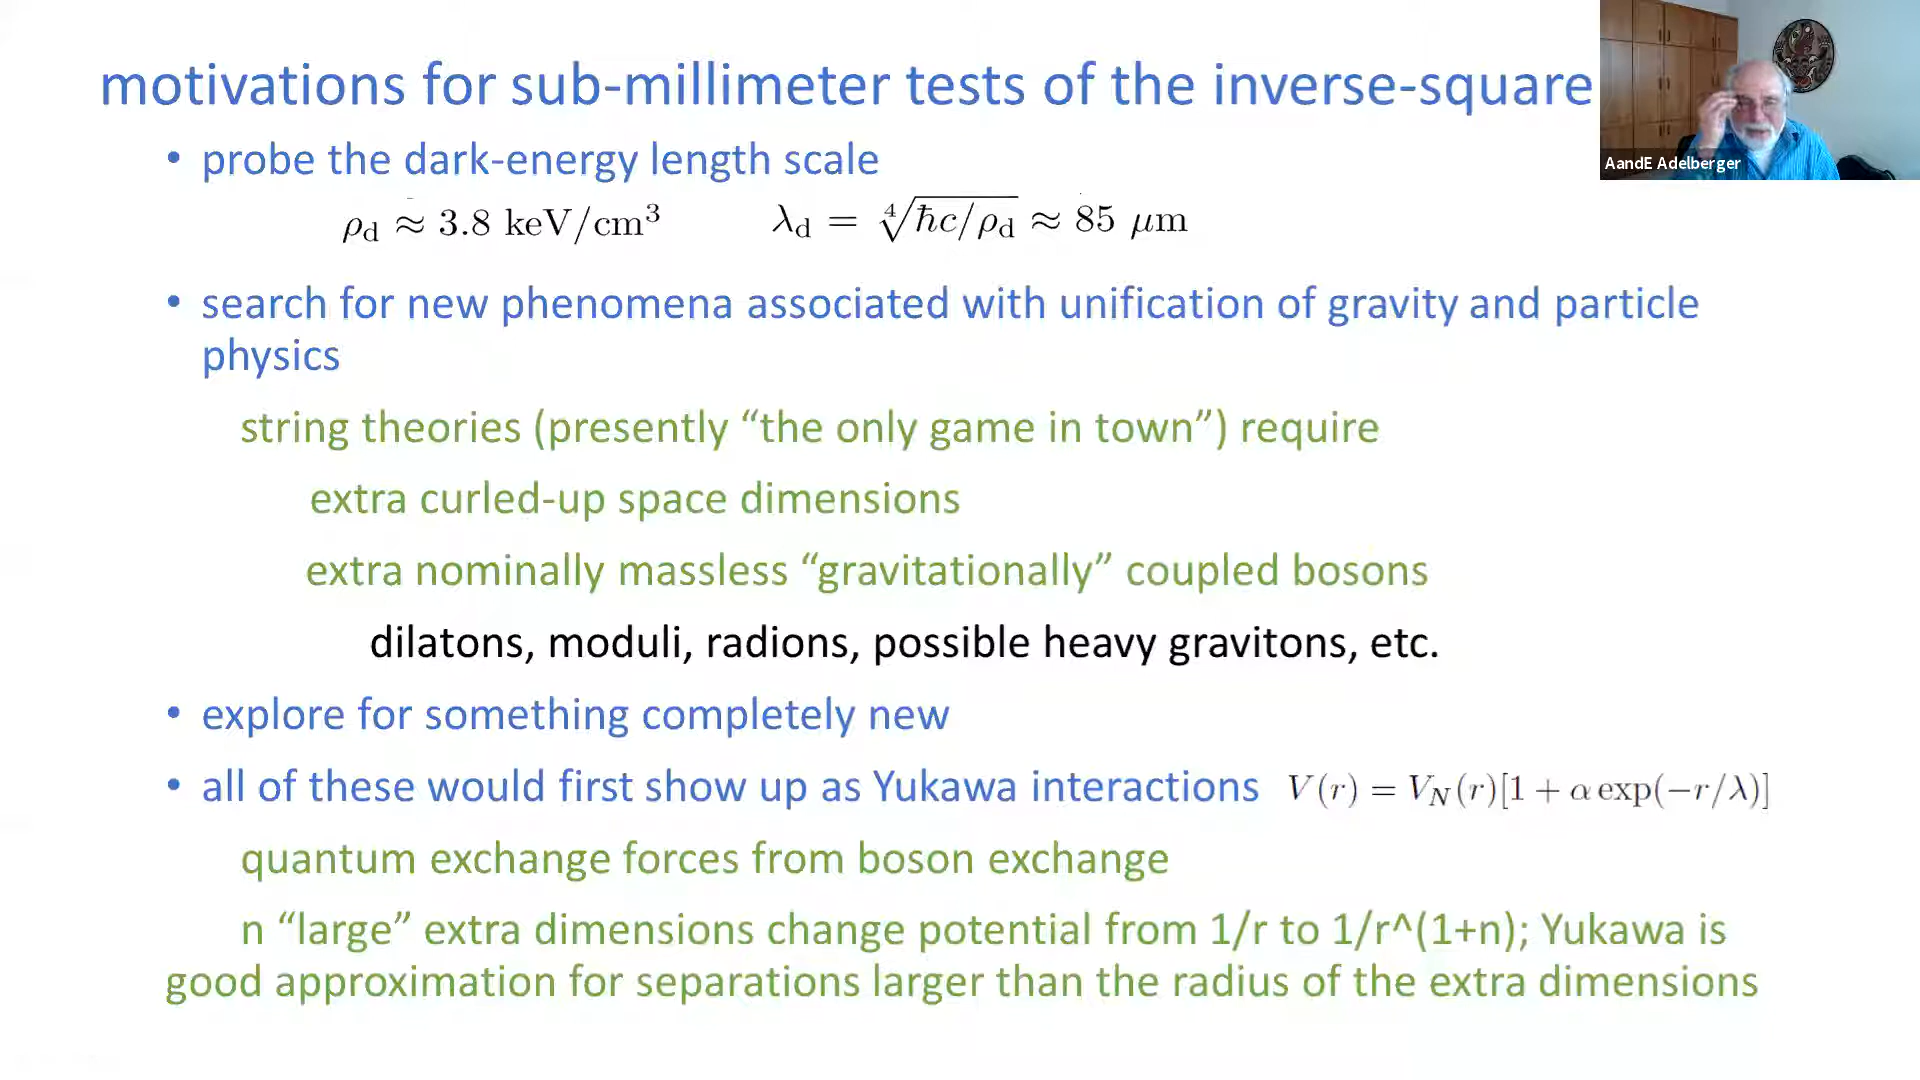 motivations for sub-millimeter tests of the inverse-square
AandE Adelberger
• probe the dark-energy length scale
ρd ≈ 3.8 keV/cm³ λd = ∜ħc/ρd ≈ 85 μm
• search for new phenomena associated with unification of gravity and particle
physics
string theories (presently “the only game in town”) require
extra curled-up space dimensions
extra nominally massless “gravitationally” coupled bosons
dilatons, moduli, radions, possible heavy gravitons, etc.
• explore for something completely new
• all of these would first show up as Yukawa interactions V(r) = VN(r)[1 + α exp(−r/λ)]
quantum exchange forces from boson exchange
n “large” extra dimensions change potential from 1/r to 1/r^(1+n); Yukawa is
good approximation for separations larger than the radius of the extra dimensions